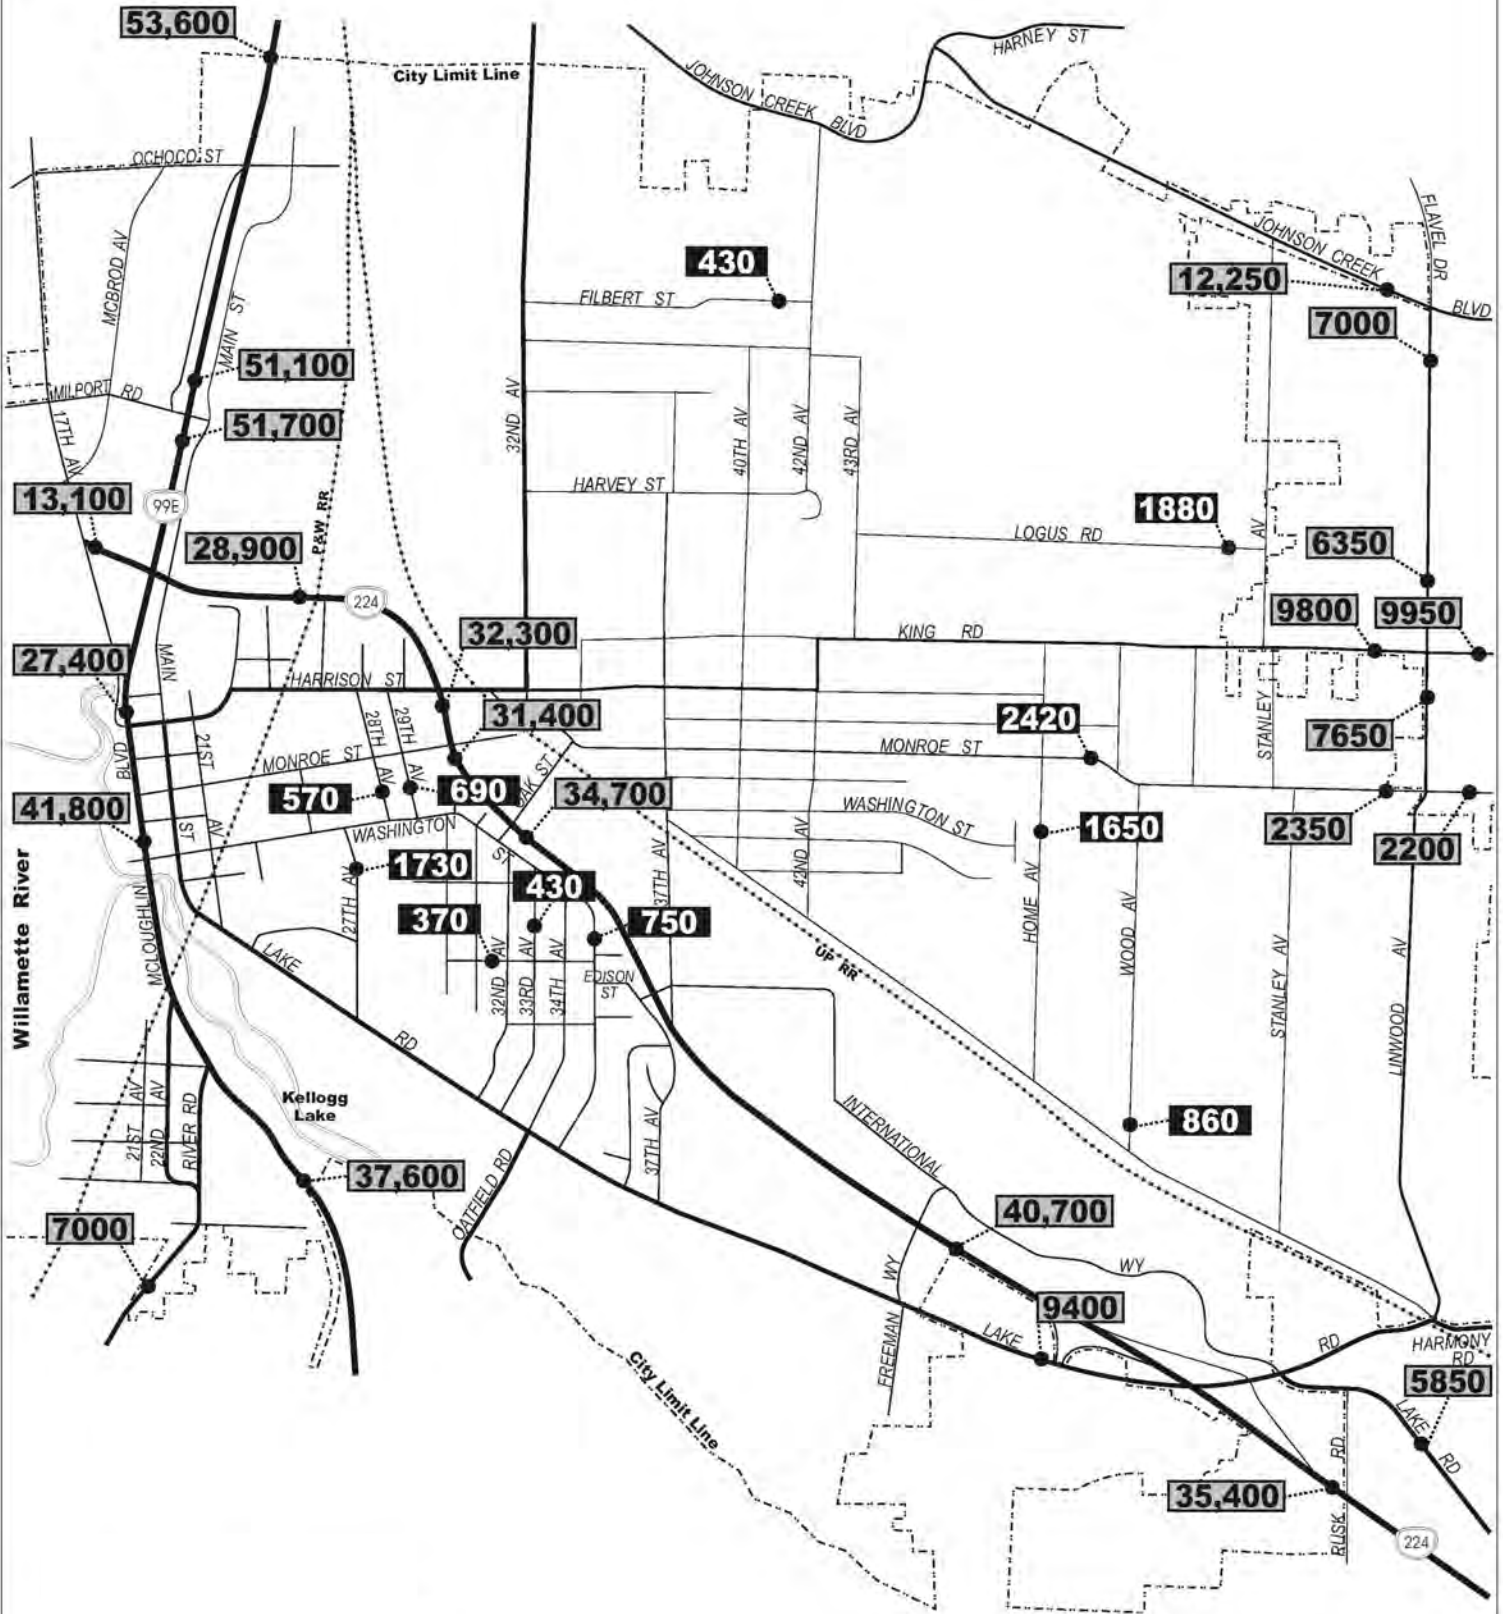 53,600
City Limit Line
HARNEY ST
JOHNSON CREEK BLVD
OCHOCO ST
MCBROD AV
MAIN ST
FLAVEL DR
JOHNSON CREEK BLVD
430
FILBERT ST
12,250
7000
51,100
MILPORT RD
51,700
17TH AV
32ND AV
40TH AV
42ND AV
43RD AV
13,100
99E
P&W RR
HARVEY ST
1880
LOGUS RD
AV
28,900
6350
224
9800
9950
32,300
KING RD
27,400
MAIN
HARRISON ST
31,400
2420
STANLEY
7650
28TH
29TH
21ST
BLVD
MONROE ST
MONROE ST
570
AV
AV
690
OAK ST
34,700
41,800
ST
AV
WASHINGTON
ST
WASHINGTON ST
42ND AV
1650
2350
2200
Willamette River
1730
27TH AV
430
37TH AV
370
750
HOME AV
WOOD AV
STANLEY AV
LINWOOD AV
MCLOUGHLIN
LAKE
RD
32ND AV
33RD AV
34TH AV
EDISON
ST
UP RR
Kellogg
Lake
21ST AV
22ND AV
RIVER RD
INTERNATIONAL
860
37TH AV
37,600
OATFIELD RD
7000
40,700
WY
FREEMAN WY
9400
LAKE
RD
HARMONY
RD
City Limit Line
5850
LAKE RD
35,400
RUSK RD
224